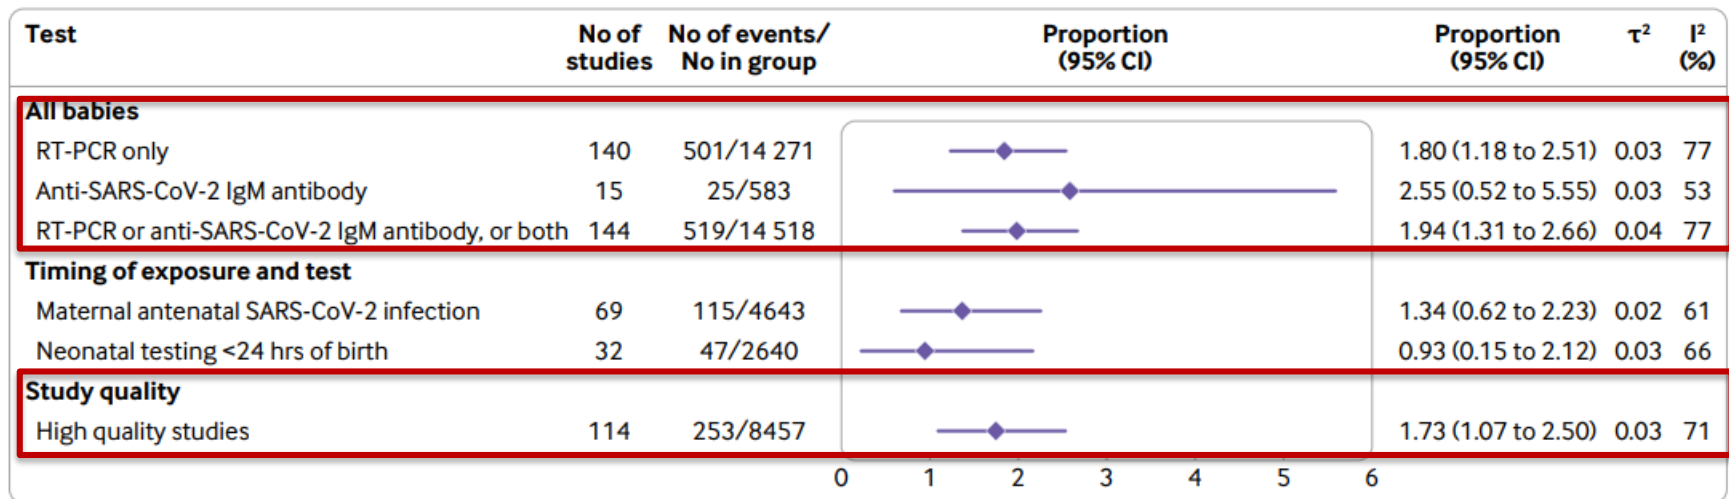 Test No of studies No of events/ No in group Proportion (95% CI) Proportion (95% CI) τ² I² (%)
All babies
RT-PCR only 140 501/14 271 1.80 (1.18 to 2.51) 0.03 77
Anti-SARS-CoV-2 IgM antibody 15 25/583 2.55 (0.52 to 5.55) 0.03 53
RT-PCR or anti-SARS-CoV-2 IgM antibody, or both 144 519/14 518 1.94 (1.31 to 2.66) 0.04 77
Timing of exposure and test
Maternal antenatal SARS-CoV-2 infection 69 115/4643 1.34 (0.62 to 2.23) 0.02 61
Neonatal testing <24 hrs of birth 32 47/2640 0.93 (0.15 to 2.12) 0.03 66
Study quality
High quality studies 114 253/8457 1.73 (1.07 to 2.50) 0.03 71
0 1 2 3 4 5 6